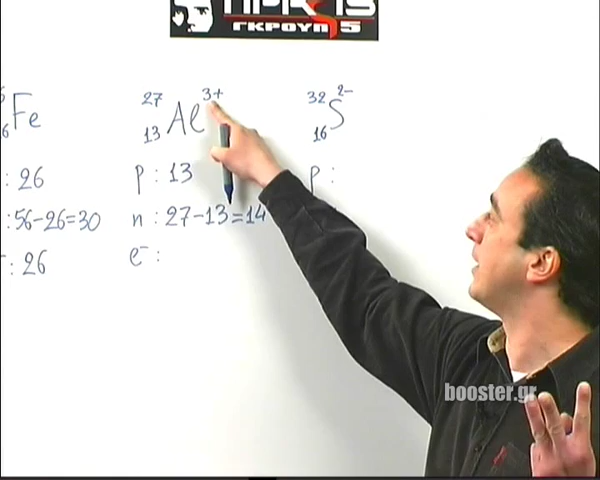 ΓΚΡΟΥΠ 5
Fe
27 13 Al 3+
32 16 S 2-
: 26
p : 13
p :
: 56-26=30
n : 27-13=14
: 26
e⁻ :
booster.gr